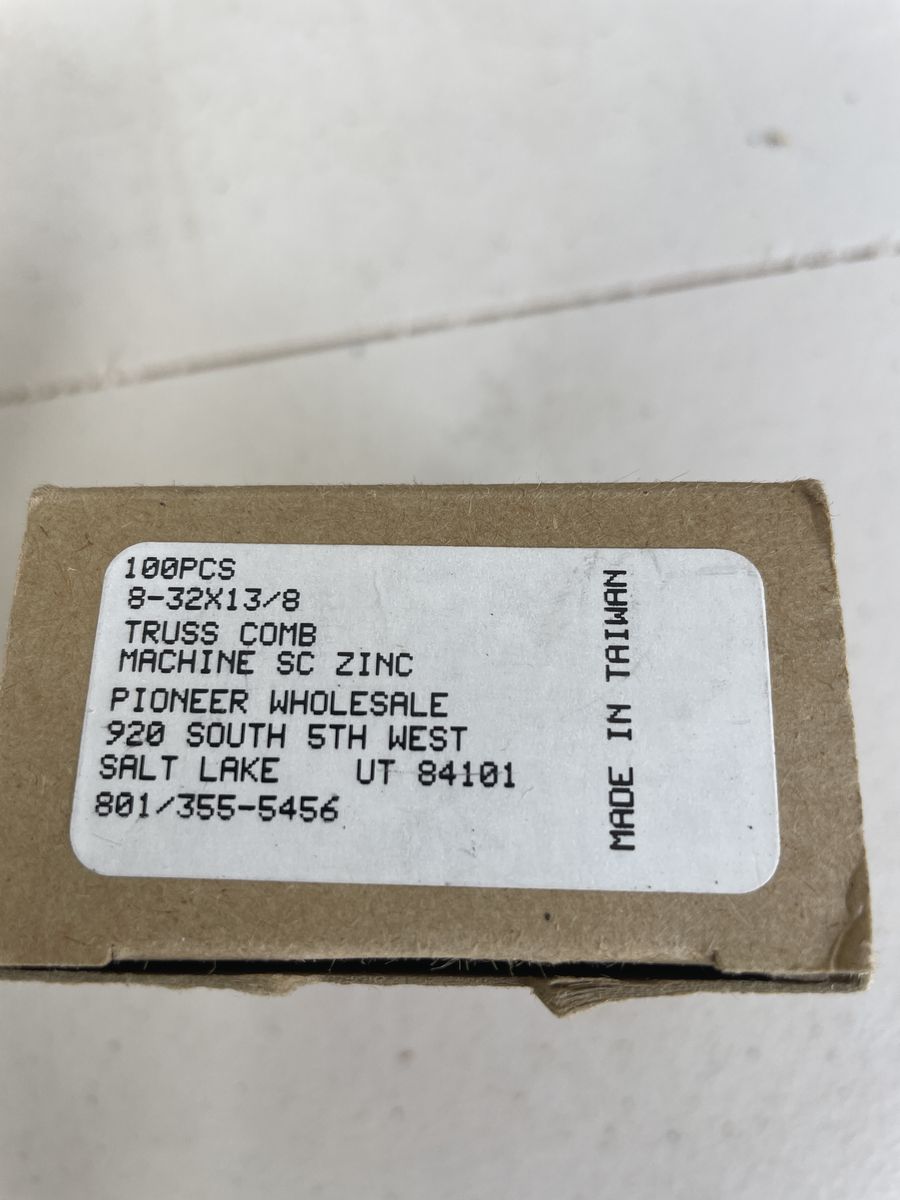 100PCS
8-32X13/8
TRUSS COMB
MACHINE SC ZINC
PIONEER WHOLESALE
920 SOUTH 5TH WEST
SALT LAKE    UT 84101
801/355-5456
MADE IN TAIWAN